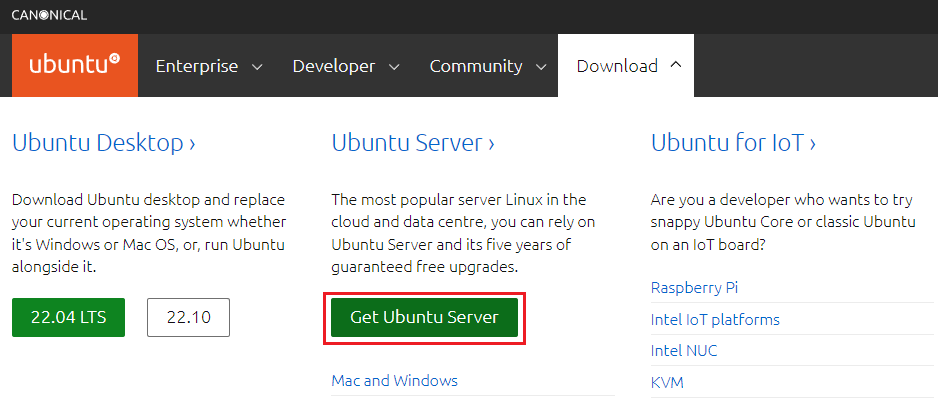 CANONICAL
ubuntu
Enterprise
Developer
Community
Download
Ubuntu Desktop ›
Download Ubuntu desktop and replace
your current operating system whether
it's Windows or Mac OS, or, run Ubuntu
alongside it.
22.04 LTS
22.10
Ubuntu Server ›
The most popular server Linux in the
cloud and data centre, you can rely on
Ubuntu Server and its five years of
guaranteed free upgrades.
Get Ubuntu Server
Mac and Windows
Ubuntu for IoT ›
Are you a developer who wants to try
snappy Ubuntu Core or classic Ubuntu
on an IoT board?
Raspberry Pi
Intel IoT platforms
Intel NUC
KVM